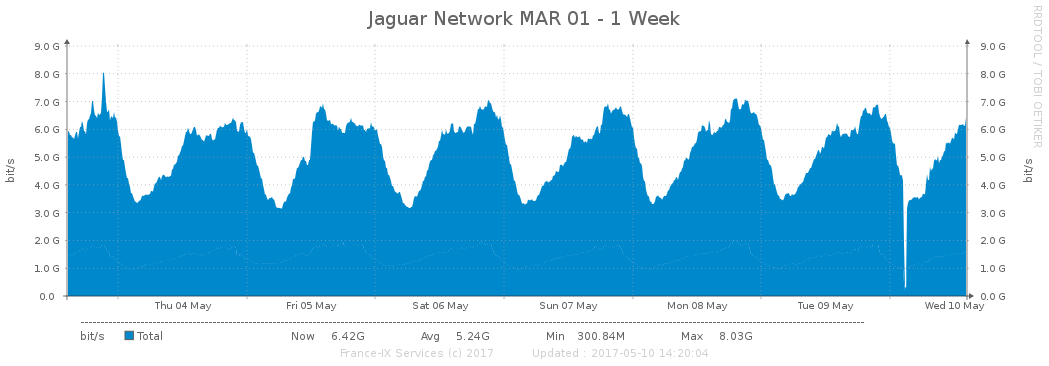 Jaguar Network MAR 01 - 1 Week
RRDTOOL / TOBI OETIKER
9.0 G 9.0 G
8.0 G 8.0 G
7.0 G 7.0 G
6.0 G 6.0 G
5.0 G 5.0 G
4.0 G 4.0 G
3.0 G 3.0 G
2.0 G 2.0 G
1.0 G 1.0 G
0.0 0.0 G
bit/s
bit/s
Thu 04 May Fri 05 May Sat 06 May Sun 07 May Mon 08 May Tue 09 May Wed 10 May
bit/s Total Now 6.42G Avg 5.24G Min 300.84M Max 8.03G
France-IX Services (c) 2017 Updated : 2017-05-10 14:20:04